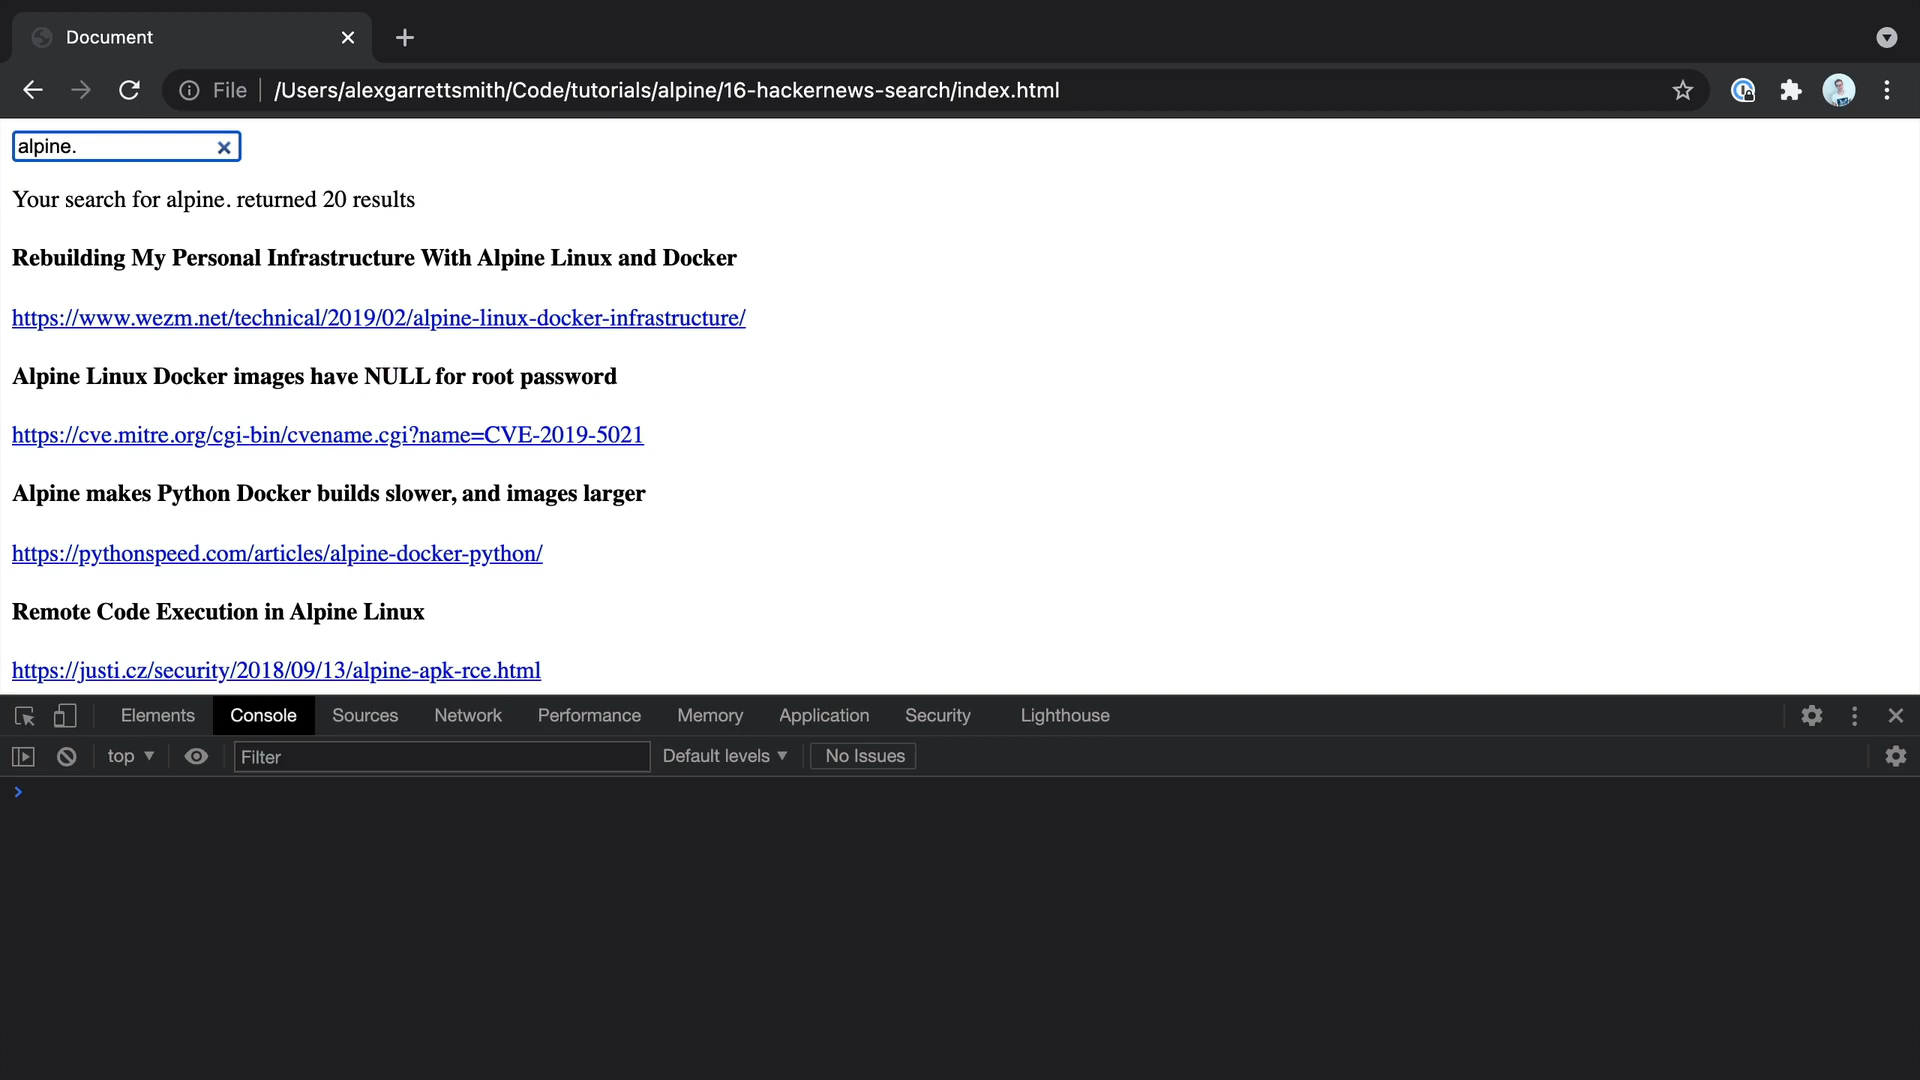 Document
File /Users/alexgarrettsmith/Code/tutorials/alpine/16-hackernews-search/index.html
alpine.
Your search for alpine. returned 20 results
Rebuilding My Personal Infrastructure With Alpine Linux and Docker
https://www.wezm.net/technical/2019/02/alpine-linux-docker-infrastructure/
Alpine Linux Docker images have NULL for root password
https://cve.mitre.org/cgi-bin/cvename.cgi?name=CVE-2019-5021
Alpine makes Python Docker builds slower, and images larger
https://pythonspeed.com/articles/alpine-docker-python/
Remote Code Execution in Alpine Linux
https://justi.cz/security/2018/09/13/alpine-apk-rce.html
Elements Console Sources Network Performance Memory Application Security Lighthouse
top Filter Default levels No Issues